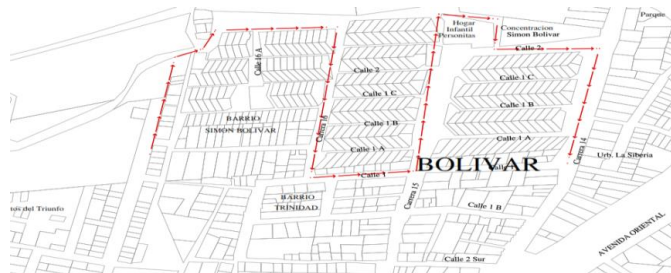 Parque
Hogar
Infantil
Personitas
Concentracion
Simon Bolivar
Calle 2
Calle 16 A
Calle 2
Calle 1 C
Calle 1 C
Calle 1 B
Calle 1 B
BARRIO
SIMON BOLIVAR
Carrera 16
Calle 1 A
Calle 1 A
Carrera 14
Urb. La Siberia
BOLIVAR
Calle 1
BARRIO
TRINIDAD
Carrera 15
Calle 1 B
tos del Triunfo
AVENIDA ORIENTAL
Calle 2 Sur